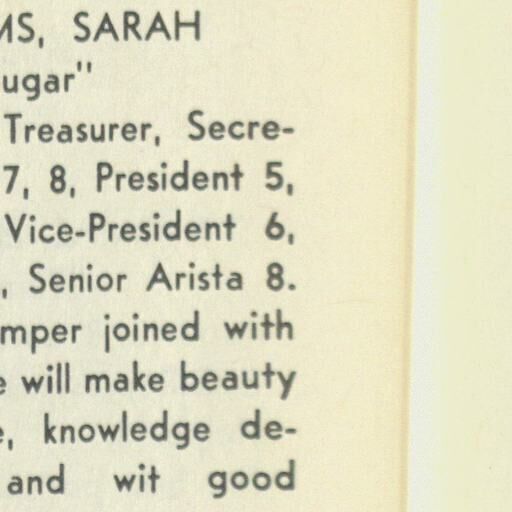 MS, SARAH
ugar"
Treasurer, Secre-
7, 8, President 5,
Vice-President 6,
, Senior Arista 8.
mper joined with
e will make beauty
e, knowledge de-
and wit good